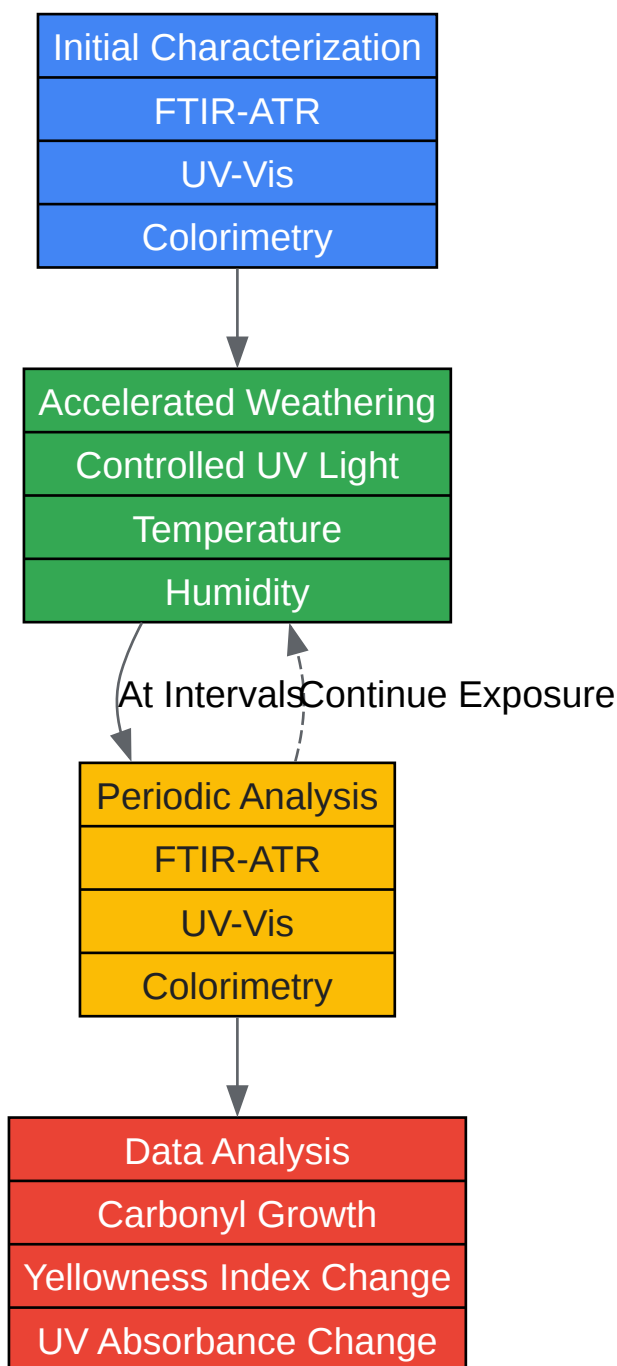 Initial Characterization
FTIR-ATR
UV-Vis
Colorimetry
Accelerated Weathering
Controlled UV Light
Temperature
Humidity
At Intervals
Continue Exposure
Periodic Analysis
FTIR-ATR
UV-Vis
Colorimetry
Data Analysis
Carbonyl Growth
Yellowness Index Change
UV Absorbance Change